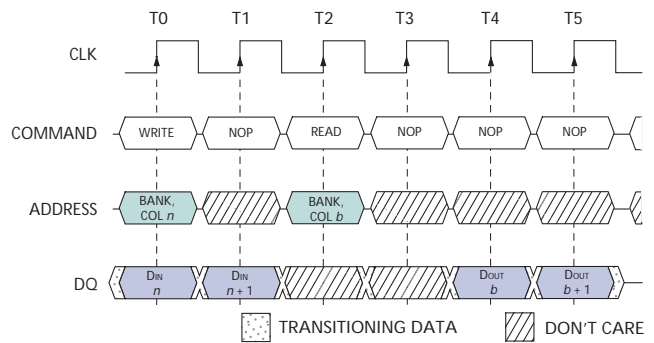 T0 T1 T2 T3 T4 T5
CLK
COMMAND WRITE NOP READ NOP NOP NOP
ADDRESS BANK, COL n BANK, COL b
DQ DIN n DIN n + 1 DOUT b DOUT b + 1
TRANSITIONING DATA DON'T CARE